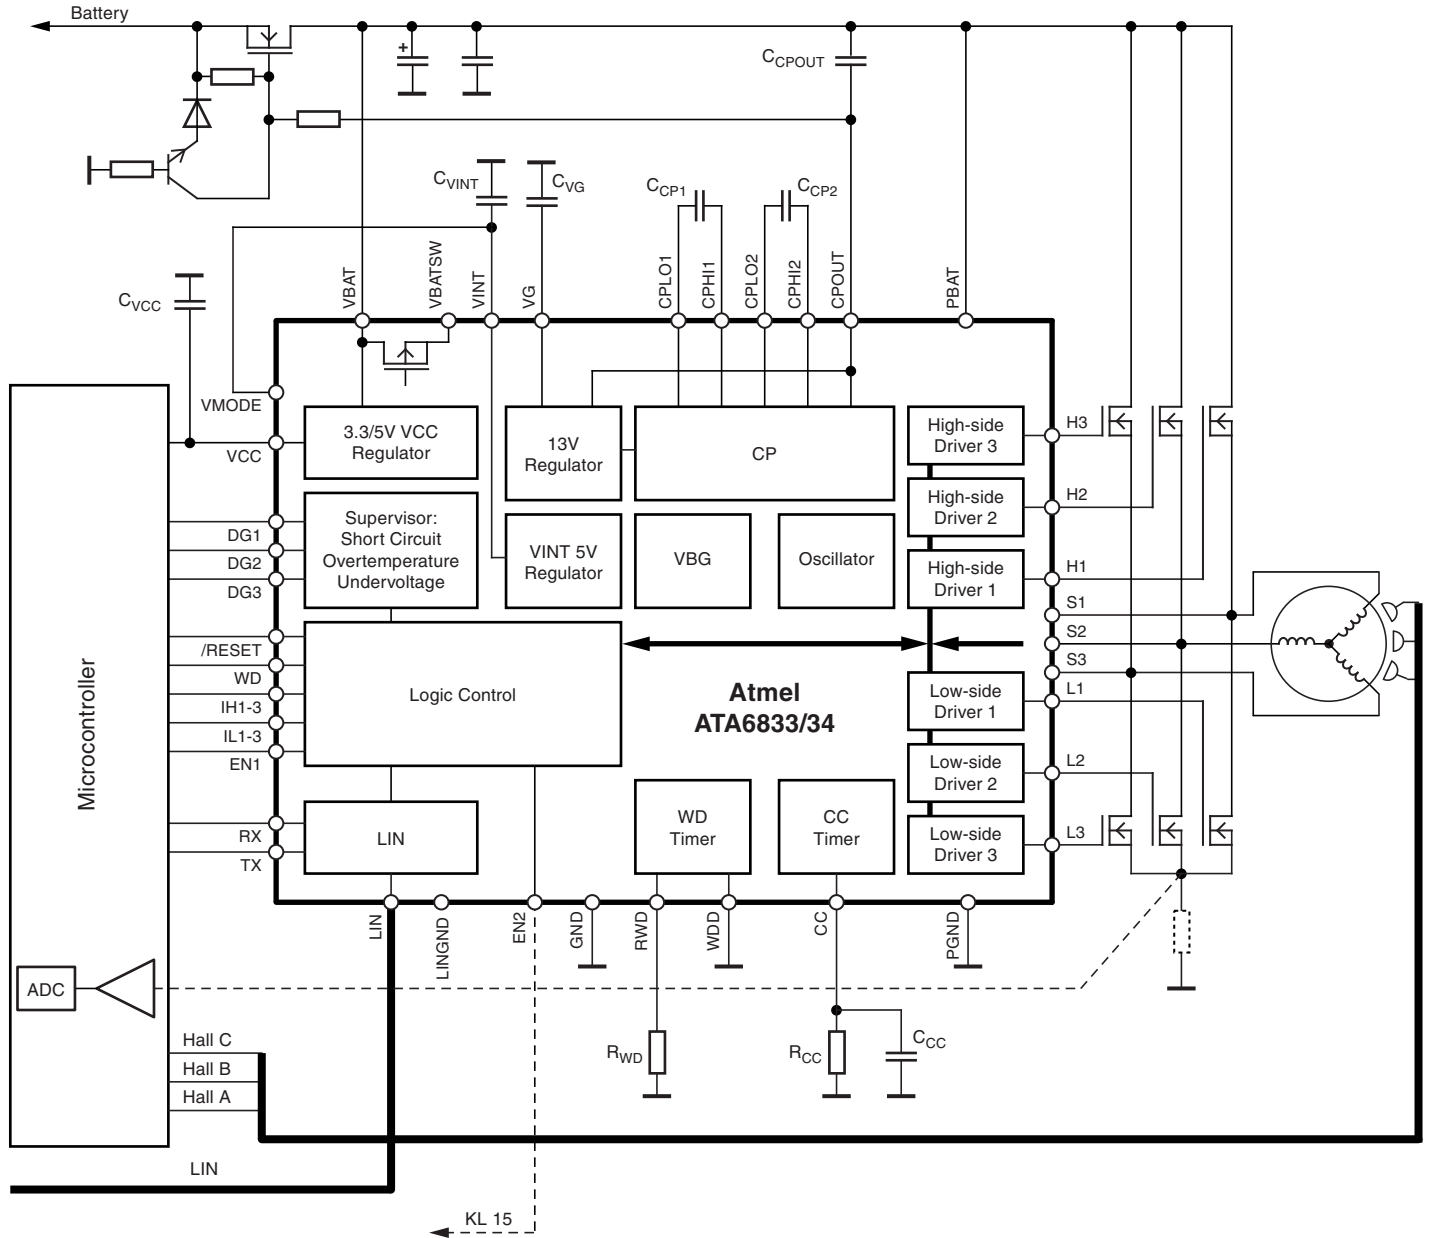 Battery
+
CCPOUT
CVINT
CVG
CCP1
CCP2
CVCC
VBAT
VBATSW
VINT
VG
CPLO1
CPHI1
CPLO2
CPHI2
CPOUT
PBAT
VMODE
VCC
DG1
DG2
DG3
/RESET
WD
IH1-3
IL1-3
EN1
RX
TX
Microcontroller
3.3/5V VCC
Regulator
13V
Regulator
CP
Supervisor:
Short Circuit
Overtemperature
Undervoltage
VINT 5V
Regulator
VBG
Oscillator
High-side
Driver 3
High-side
Driver 2
High-side
Driver 1
H3
H2
H1
S1
S2
S3
L1
L2
L3
Logic Control
Atmel
ATA6833/34
Low-side
Driver 1
Low-side
Driver 2
Low-side
Driver 3
LIN
WD
Timer
CC
Timer
LIN
LINGND
EN2
GND
RWD
WDD
CC
PGND
ADC
RWD
RCC
CCC
Hall C
Hall B
Hall A
LIN
KL 15